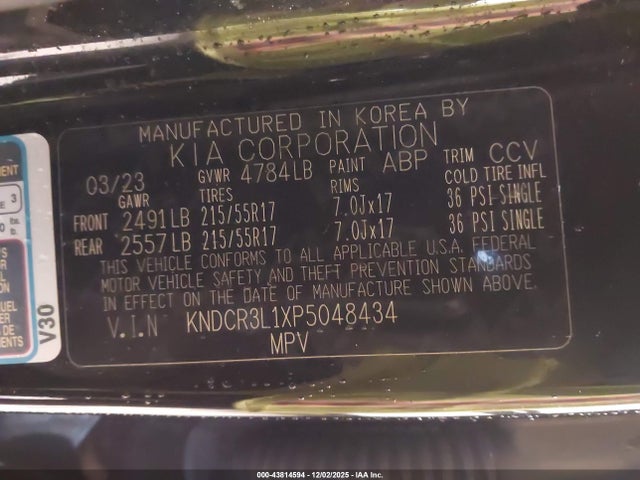 MANUFACTURED IN KOREA BY
KIA CORPORATION
03/23 GVWR 4784LB PAINT ABP TRIM CCV
GAWR TIRES RIMS COLD TIRE INFL
FRONT 2491LB 215/55R17 7.0Jx17 36 PSI SINGLE
REAR 2557LB 215/55R17 7.0Jx17 36 PSI SINGLE
THIS VEHICLE CONFORMS TO ALL APPLICABLE U.S.A. FEDERAL
MOTOR VEHICLE SAFETY AND THEFT PREVENTION STANDARDS
IN EFFECT ON THE DATE OF MANUFACTURE SHOWN ABOVE.
V.I.N KNDCR3L1XP5048434
MPV
V30
3
000-43814594 - 12/02/2025 - IAA Inc.